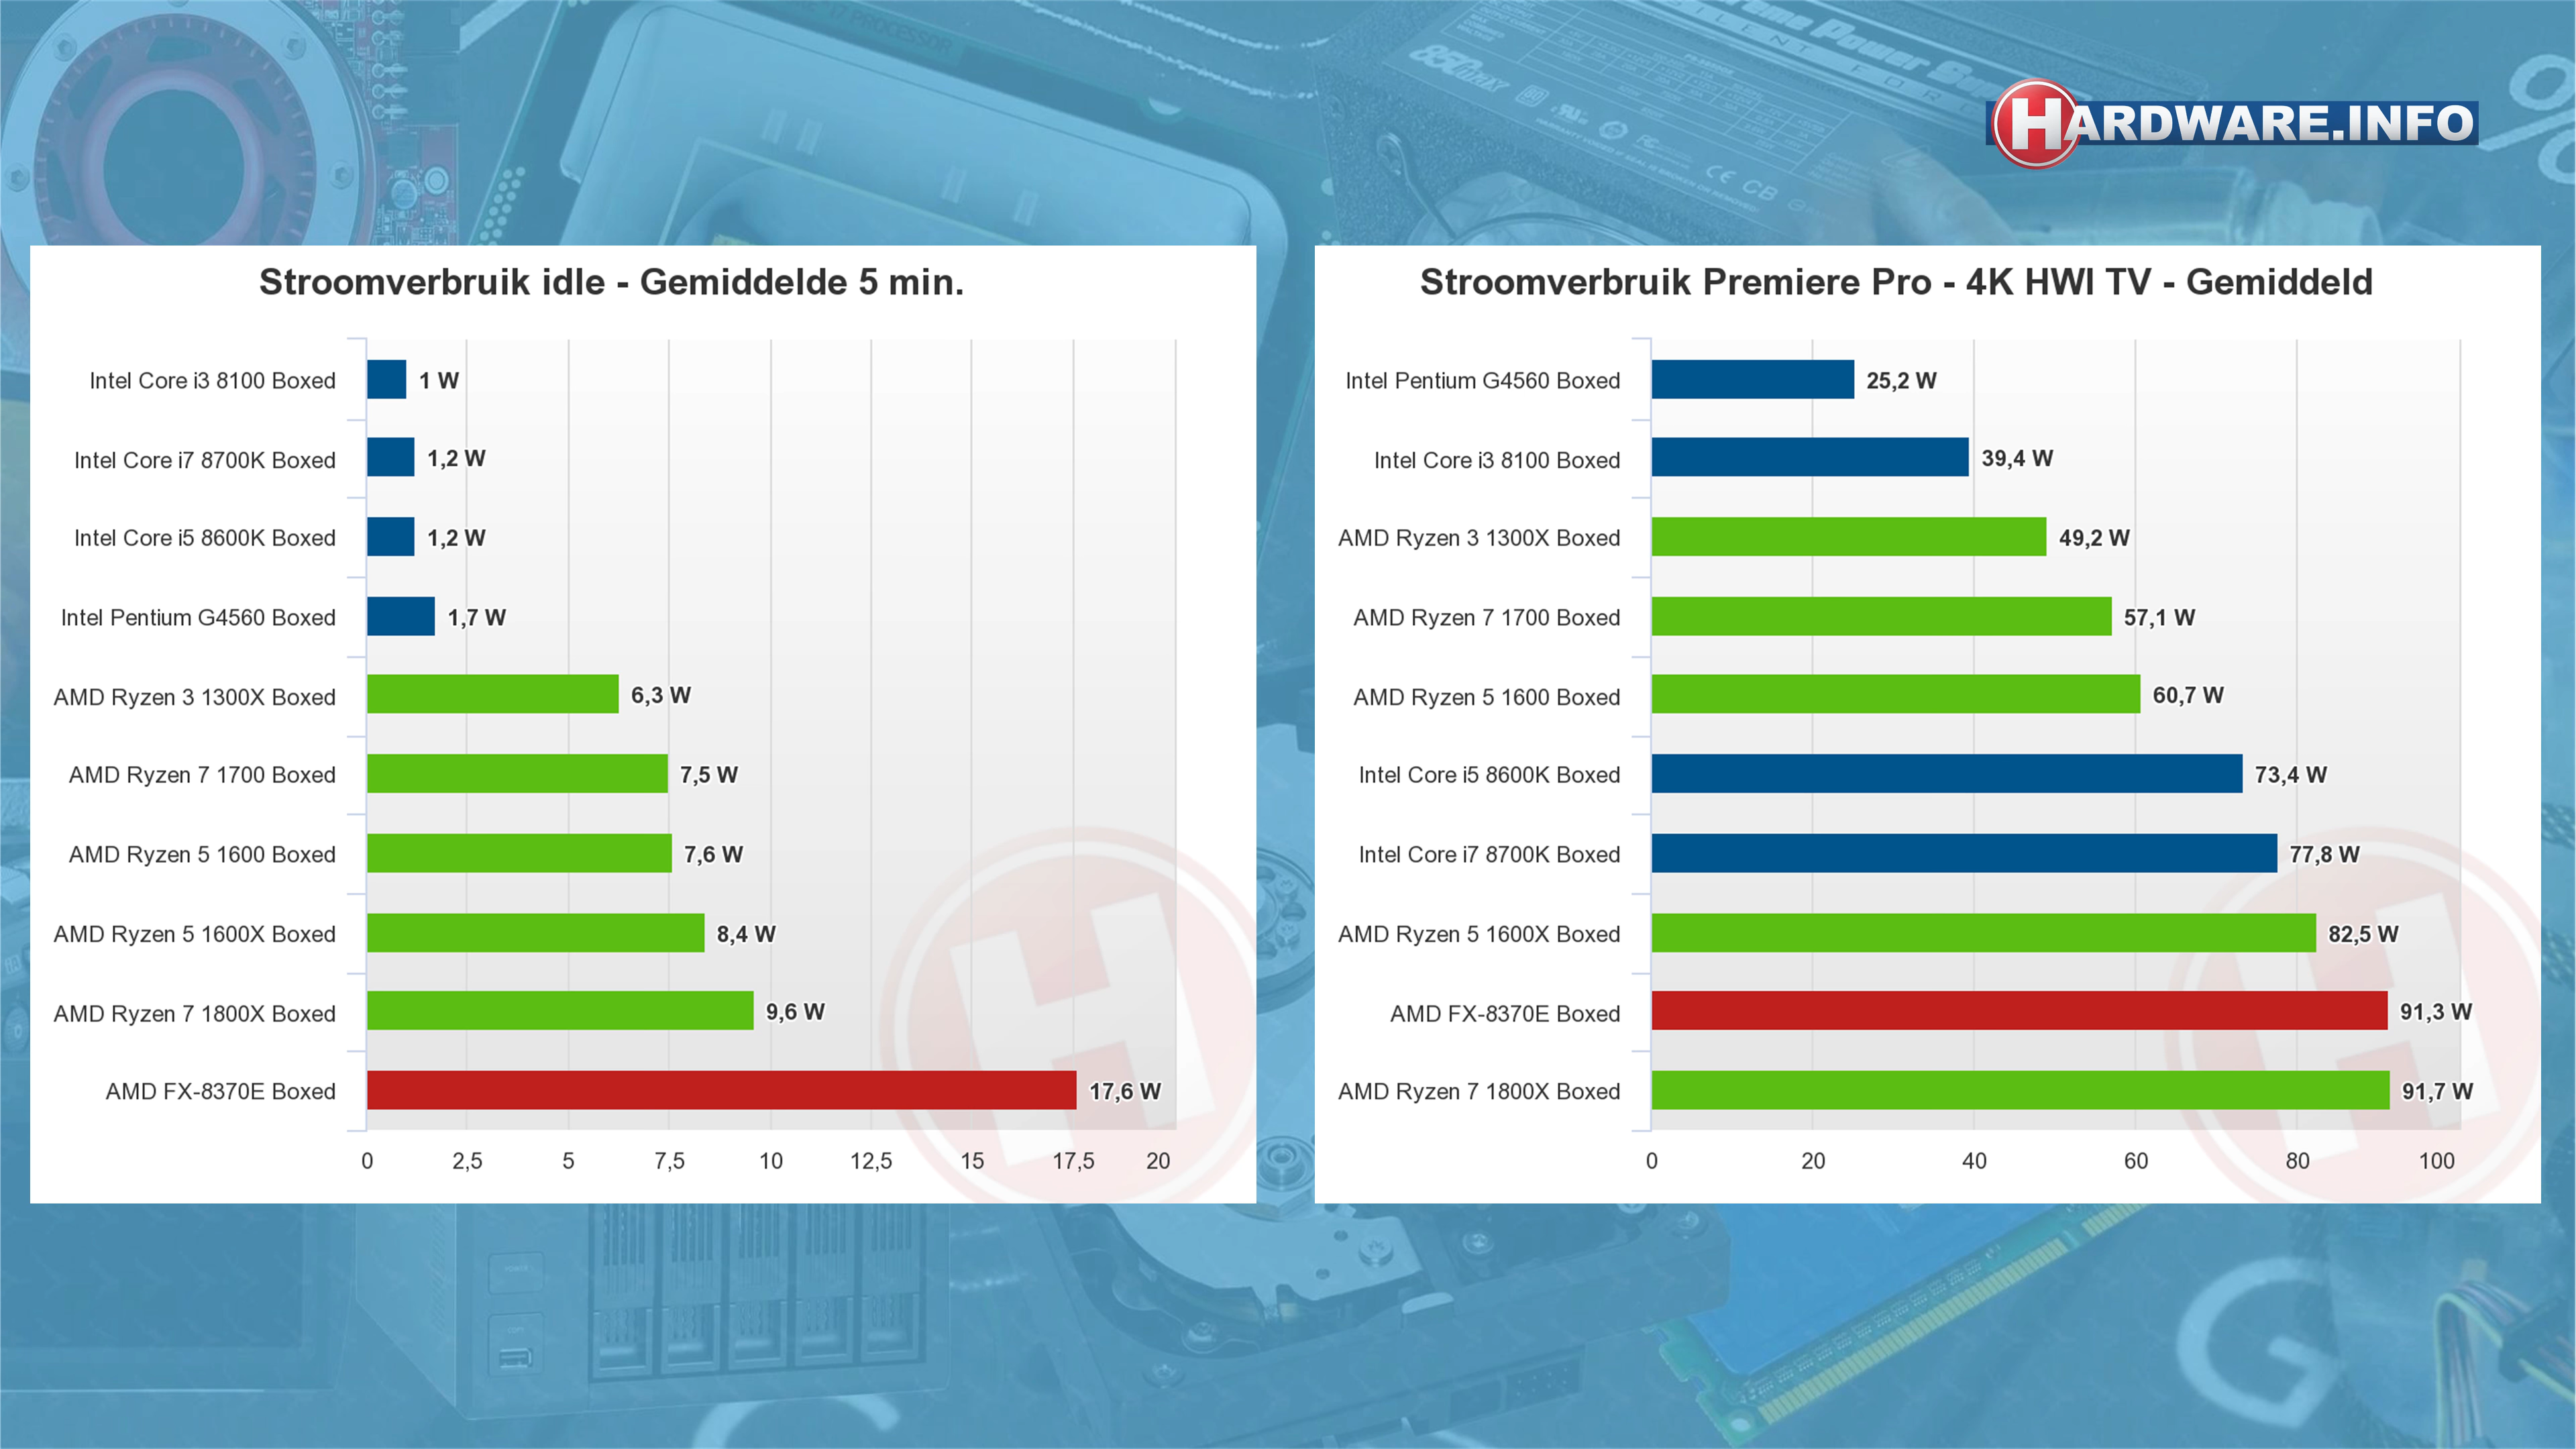 HARDWARE.INFO
Stroomverbruik idle - Gemiddelde 5 min.
Intel Core i3 8100 Boxed 1 W
Intel Core i7 8700K Boxed 1,2 W
Intel Core i5 8600K Boxed 1,2 W
Intel Pentium G4560 Boxed 1,7 W
AMD Ryzen 3 1300X Boxed 6,3 W
AMD Ryzen 7 1700 Boxed 7,5 W
AMD Ryzen 5 1600 Boxed 7,6 W
AMD Ryzen 5 1600X Boxed 8,4 W
AMD Ryzen 7 1800X Boxed 9,6 W
AMD FX-8370E Boxed 17,6 W
0 2,5 5 7,5 10 12,5 15 17,5 20
Stroomverbruik Premiere Pro - 4K HWI TV - Gemiddeld
Intel Pentium G4560 Boxed 25,2 W
Intel Core i3 8100 Boxed 39,4 W
AMD Ryzen 3 1300X Boxed 49,2 W
AMD Ryzen 7 1700 Boxed 57,1 W
AMD Ryzen 5 1600 Boxed 60,7 W
Intel Core i5 8600K Boxed 73,4 W
Intel Core i7 8700K Boxed 77,8 W
AMD Ryzen 5 1600X Boxed 82,5 W
AMD FX-8370E Boxed 91,3 W
AMD Ryzen 7 1800X Boxed 91,7 W
0 20 40 60 80 100